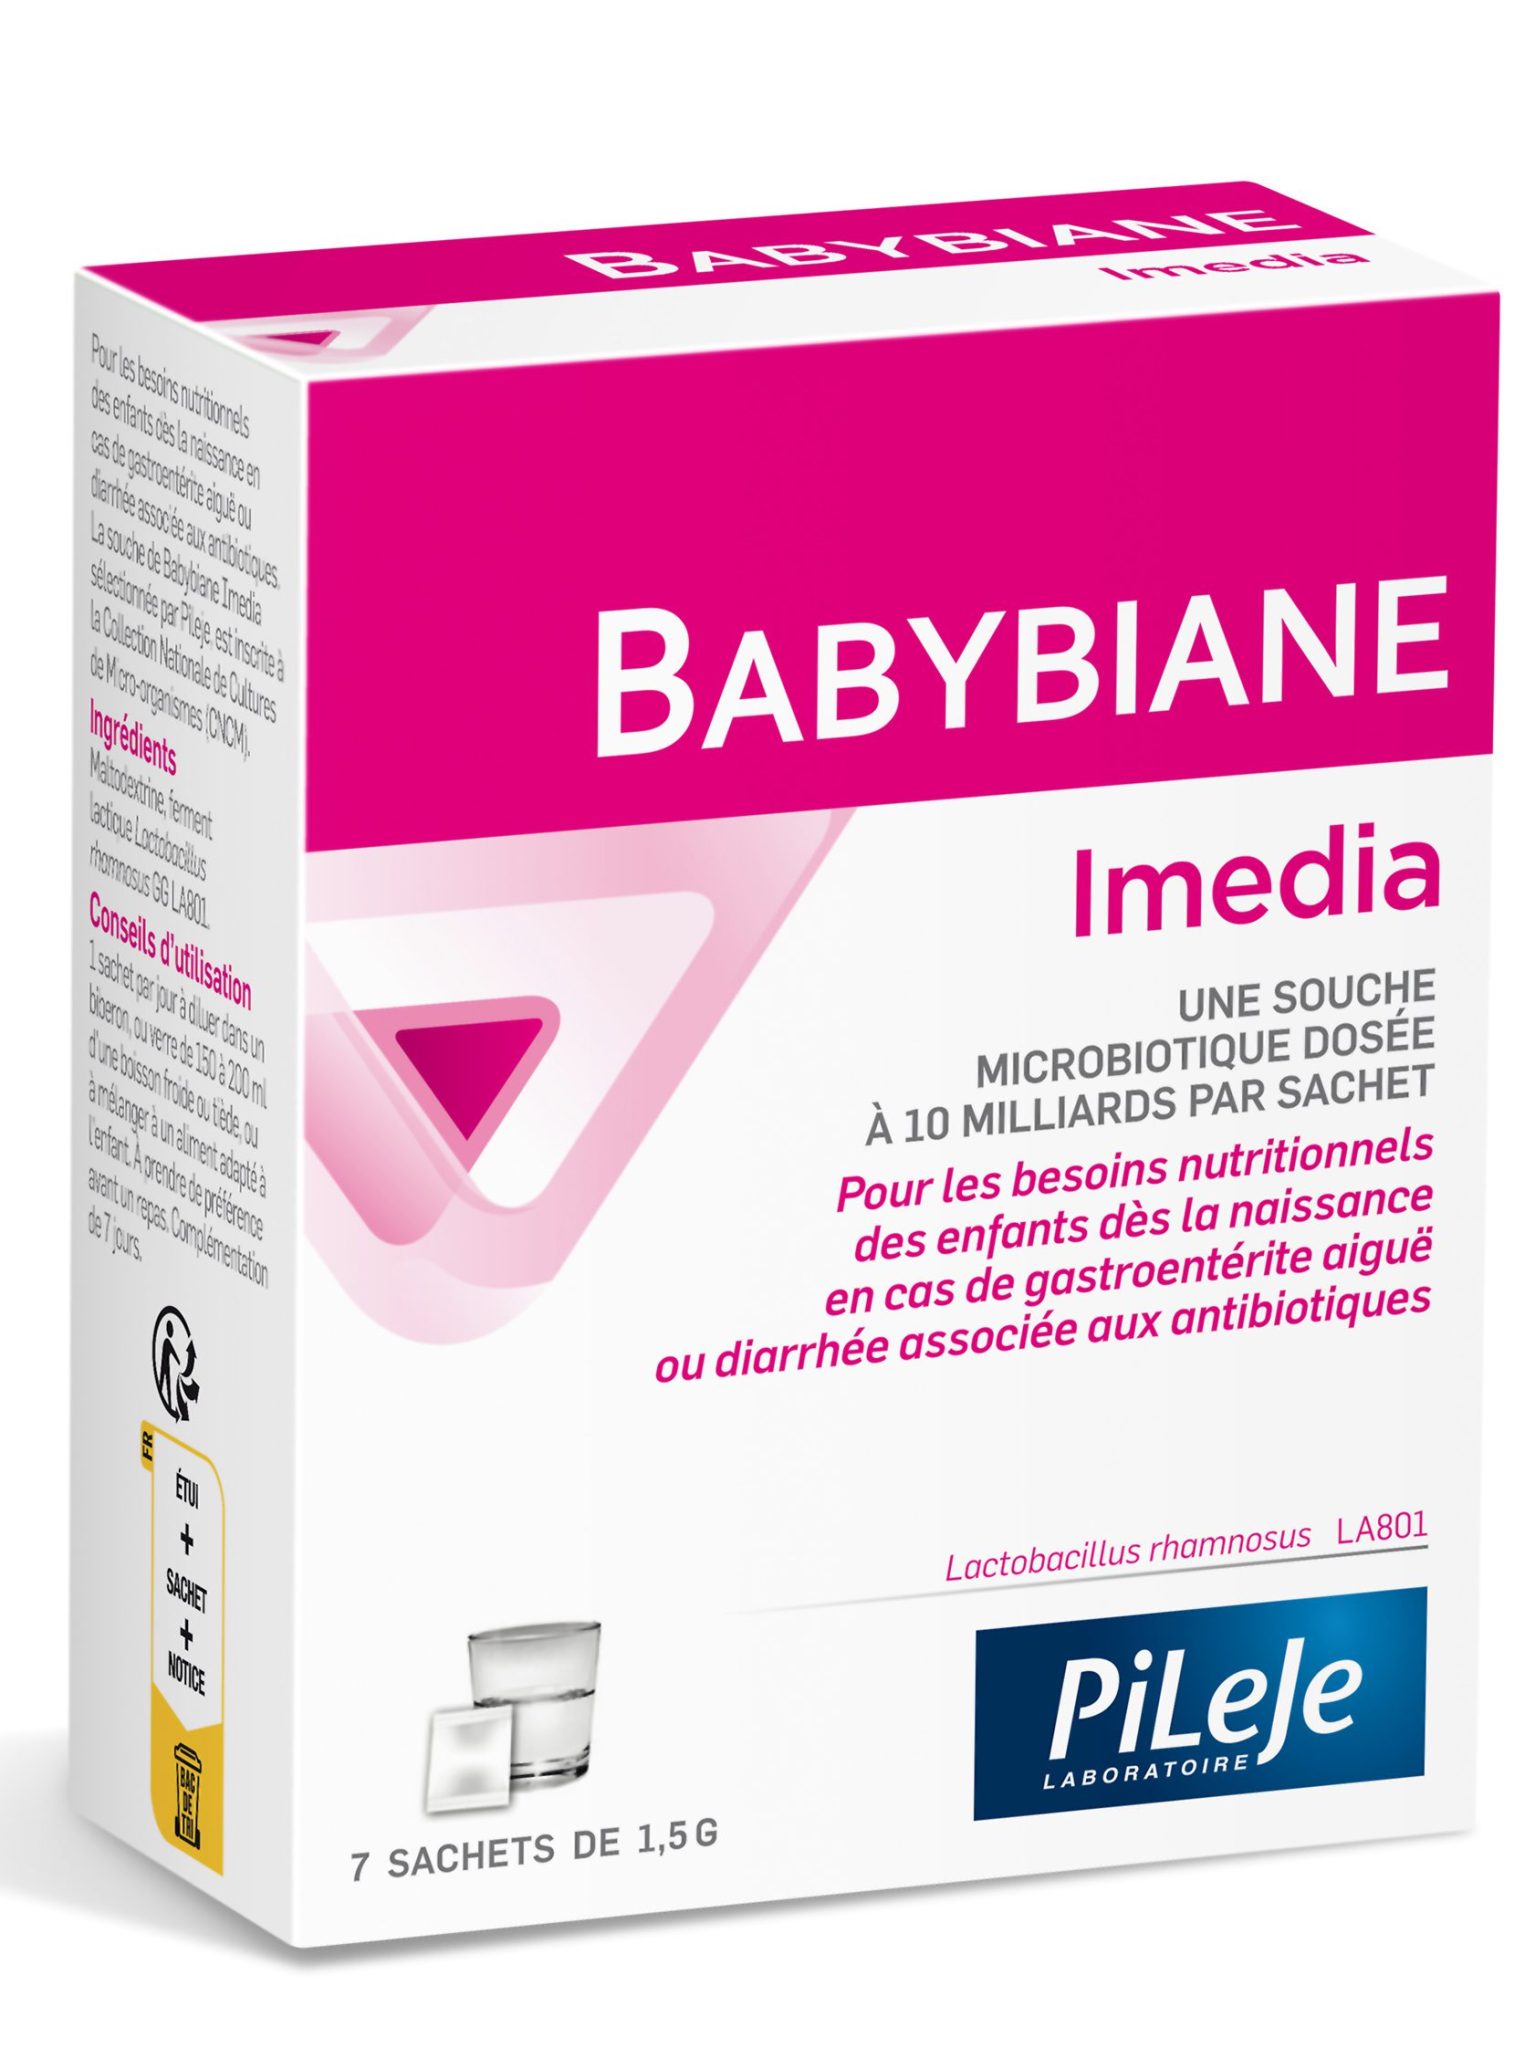 BABYBIANE
Imedia
BABYBIANE
Imedia
UNE SOUCHE
MICROBIOTIQUE DOSÉE
À 10 MILLIARDS PAR SACHET
Pour les besoins nutritionnels
des enfants dès la naissance
en cas de gastroentérite aiguë
ou diarrhée associée aux antibiotiques
Lactobacillus rhamnosus LA801
PiLeJe
LABORATOIRE
7 SACHETS DE 1,5 G
Pour les besoins nutritionnels
des enfants dès la naissance en
cas de gastroentérite aiguë ou
diarrhée associée aux antibiotiques.
La souche de Babybiane Imedia
sélectionnée par PiLeJe, est inscrite à
la Collection Nationale de Cultures
de Micro-organismes (CNCM).
Ingrédients
Maltodextrine, ferment
lactique Lactobacillus
rhamnosus GG LA801.
Conseils d'utilisation
1 sachet par jour à diluer dans un
biberon, ou verre de 150 à 200 ml
d'une boisson froide ou tiède, ou
à mélanger à un aliment adapté à
l'enfant. À prendre de préférence
avant un repas. Complémentation
de 7 jours.
FR
ÉTUI
+
SACHET
+
NOTICE
BAC
DE
TRI